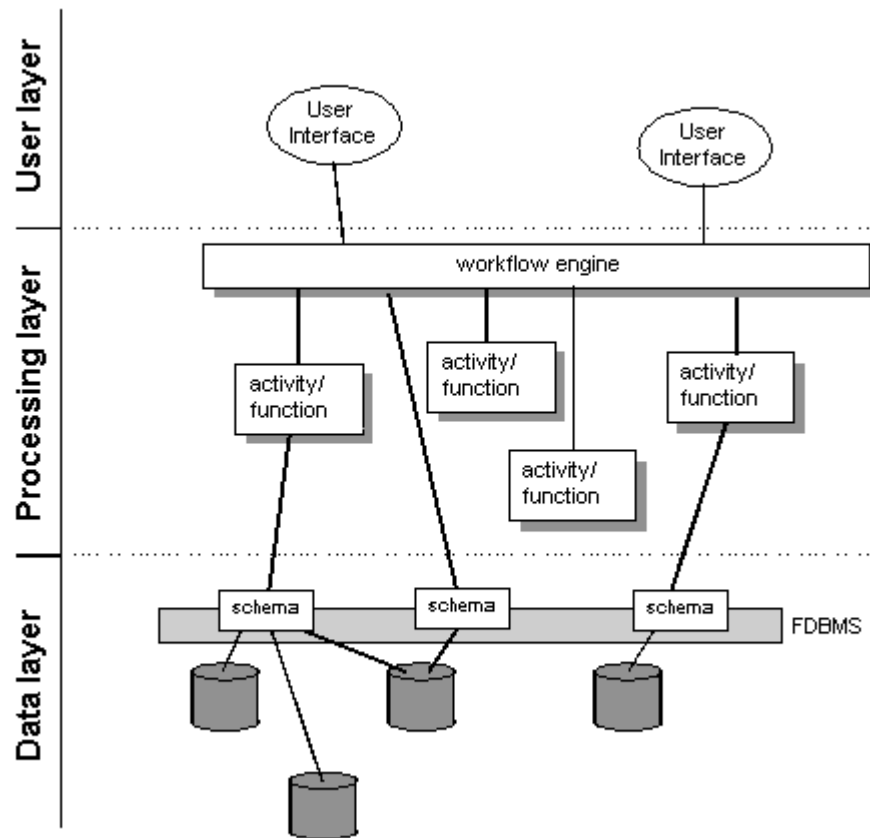 User layer
User
Interface
User
Interface
Processing layer
workflow engine
activity/
function
activity/
function
activity/
function
activity/
function
Data layer
schema
schema
schema
FDBMS